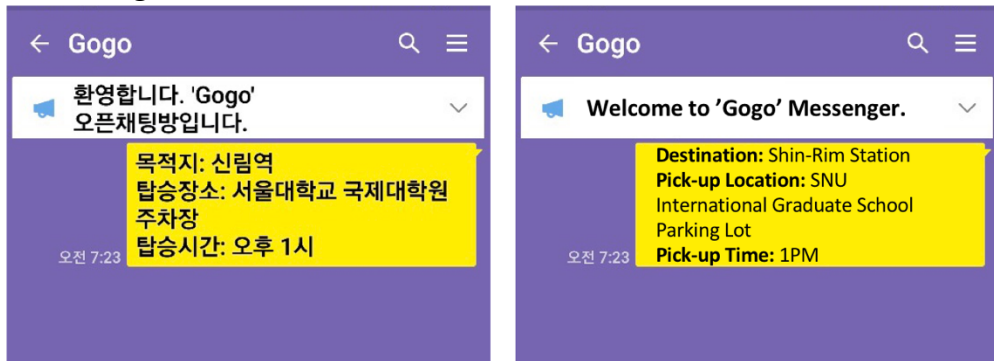 Gogo
환영합니다. 'Gogo'
오픈채팅방입니다.
목적지: 신림역
탑승장소: 서울대학교 국제대학원
주차장
탑승시간: 오후 1시
오전 7:23
Gogo
Welcome to ’Gogo’ Messenger.
Destination: Shin-Rim Station
Pick-up Location: SNU
International Graduate School
Parking Lot
Pick-up Time: 1PM
오전 7:23